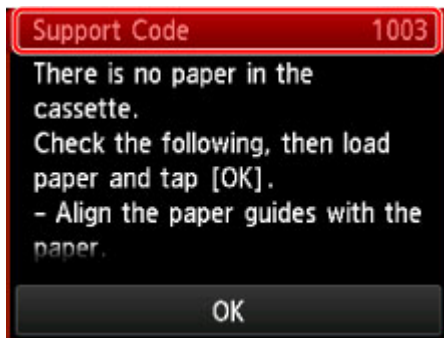 Support Code 1003
There is no paper in the
cassette.
Check the following, then load
paper and tap [OK].
- Align the paper guides with the
paper.
OK